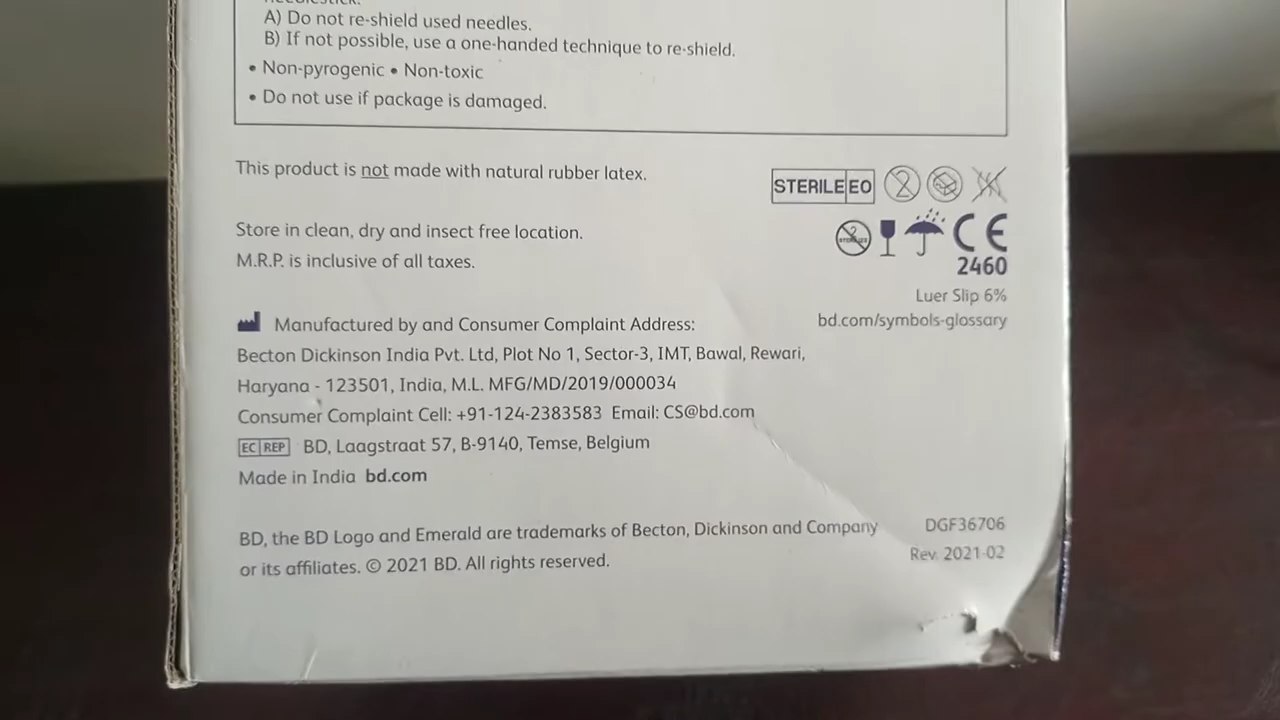 A) Do not re-shield used needles.
B) If not possible, use a one-handed technique to re-shield.
• Non-pyrogenic • Non-toxic
• Do not use if package is damaged.
This product is not made with natural rubber latex.
STERILE EO
2
Store in clean, dry and insect free location.
CE
M.R.P. is inclusive of all taxes.
2460
Luer Slip 6%
bd.com/symbols-glossary
Manufactured by and Consumer Complaint Address:
Becton Dickinson India Pvt. Ltd, Plot No 1, Sector-3, IMT, Bawal, Rewari,
Haryana - 123501, India, M.L. MFG/MD/2019/000034
Consumer Complaint Cell: +91-124-2383583 Email: CS@bd.com
EC REP BD, Laagstraat 57, B-9140, Temse, Belgium
Made in India bd.com
BD, the BD Logo and Emerald are trademarks of Becton, Dickinson and Company
or its affiliates. © 2021 BD. All rights reserved.
DGF36706
Rev. 2021-02